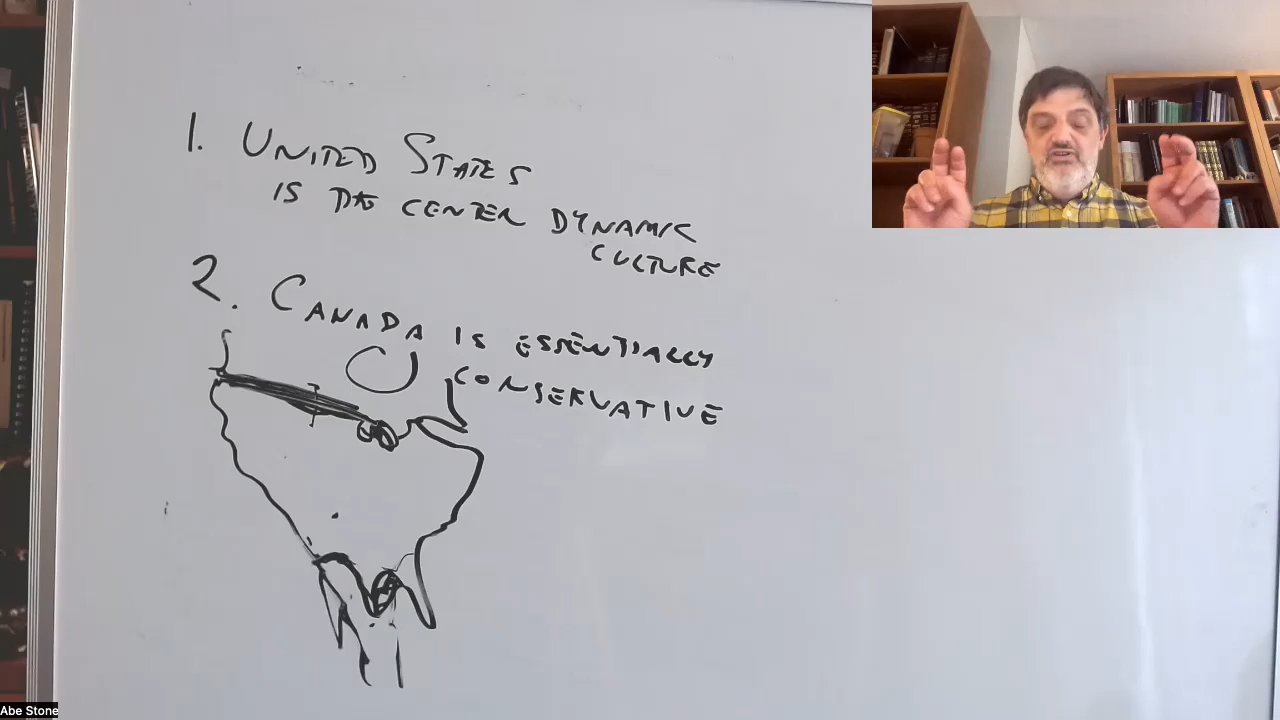 1. UNITED STATES
IS THE CENTER DYNAMIC
CULTURE
2. CANADA IS ESSENTIALLY
CONSERVATIVE
Abe Stone